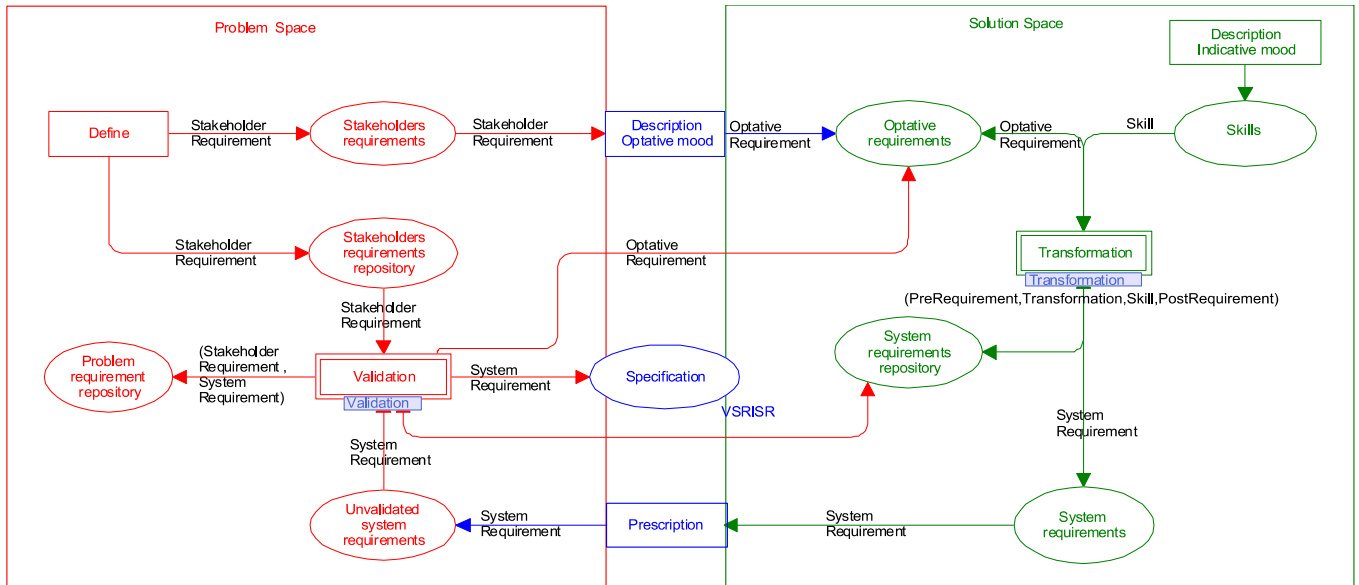 Problem Space
Solution Space
Description
Indicative mood
Define
Stakeholder
Requirement
Stakeholders
requirements
Stakeholder
Requirement
Description
Optative mood
Optative
Requirement
Optative
requirements
Optative
Requirement
Skill
Skills
Stakeholder
Requirement
Stakeholders
requirements
repository
Optative
Requirement
Transformation
Transformation
(PreRequirement,Transformation,Skill,PostRequirement)
Stakeholder
Requirement
System
requirements
repository
Problem
requirement
repository
(Stakeholder
Requirement ,
System
Requirement)
Validation
Validation
System
Requirement
Specification
VSRISR
System
Requirement
System
Requirement
Unvalidated
system
requirements
System
Requirement
Prescription
System
Requirement
System
requirements